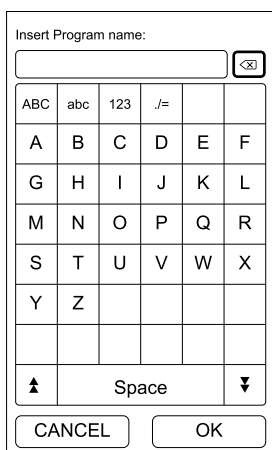 Insert Program name:
ABC abc 123 ./=
A B C D E F
G H I J K L
M N O P Q R
S T U V W X
Y Z
Space
CANCEL OK